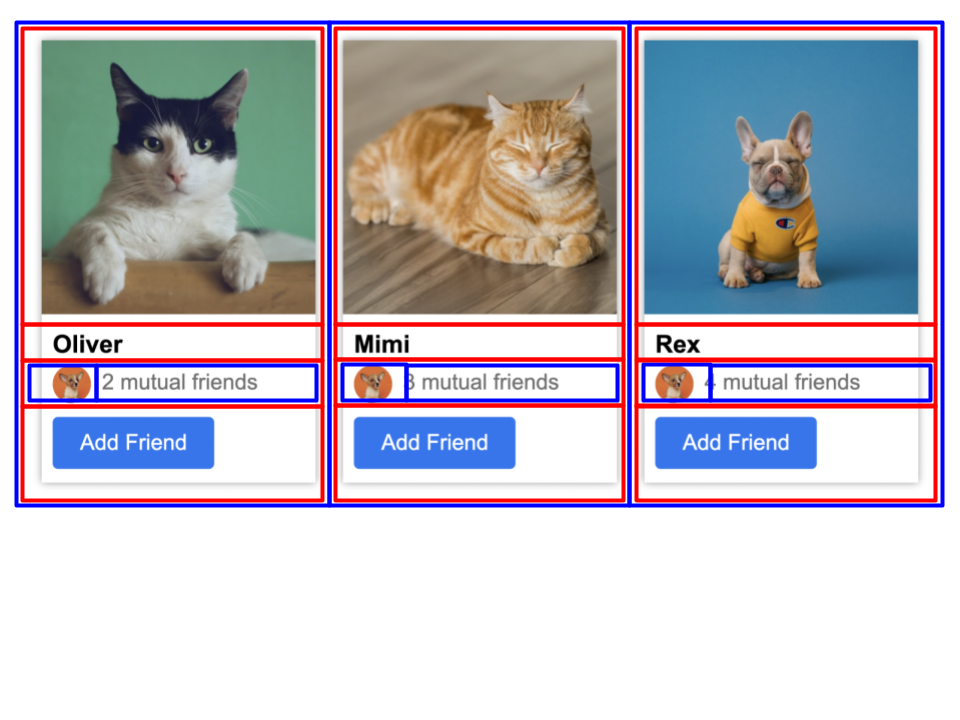 Oliver
2 mutual friends
Add Friend
Mimi
3 mutual friends
Add Friend
Rex
4 mutual friends
Add Friend